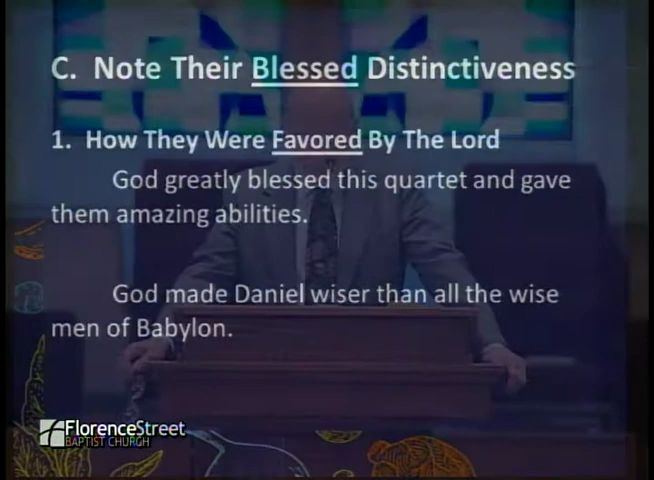 C. Note Their Blessed Distinctiveness
1. How They Were Favored By The Lord
God greatly blessed this quartet and gave
them amazing abilities.
God made Daniel wiser than all the wise
men of Babylon.
FlorenceStreet
BAPTIST CHURCH